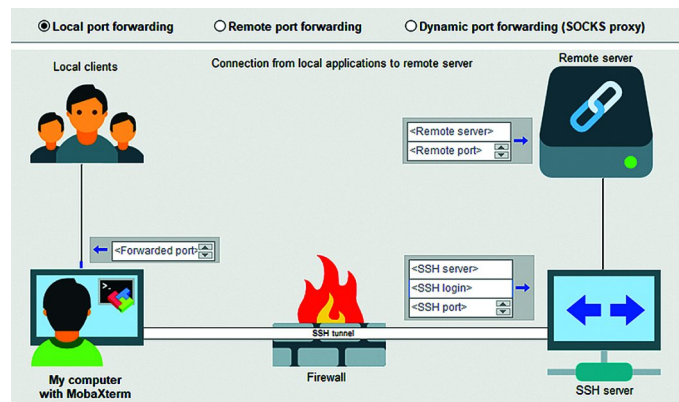 Local port forwarding
Remote port forwarding
Dynamic port forwarding (SOCKS proxy)
Local clients
Connection from local applications to remote server
Remote server
<Remote server>
<Remote port>
<Forwarded port>
<SSH server>
<SSH login>
<SSH port>
>_
SSH tunnel
Firewall
My computer
with MobaXterm
SSH server